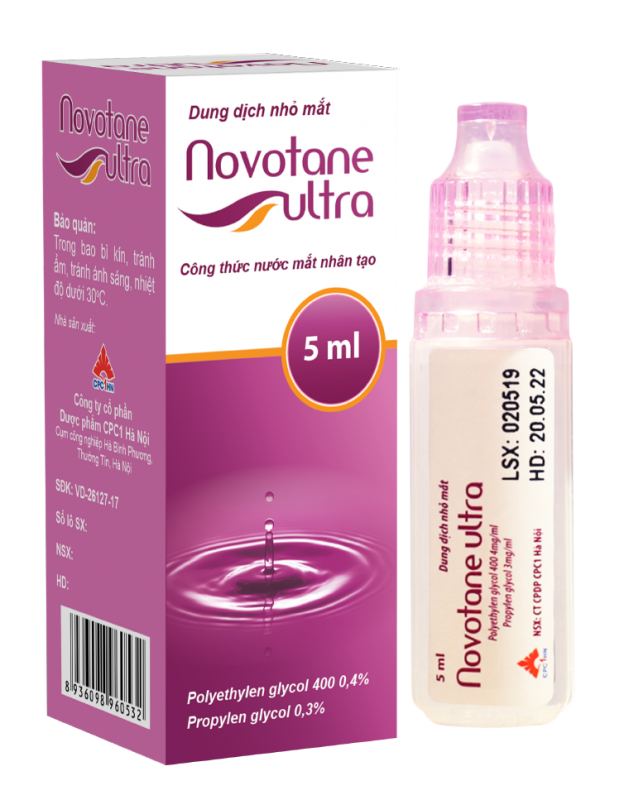 Novotane
ultra
Bảo quản:
Trong bao bì kín, tránh
ẩm, tránh ánh sáng, nhiệt
độ dưới 30°C.
Nhà sản xuất:
CPC1HN
Công ty cổ phần
Dược phẩm CPC1 Hà Nội
Cụm công nghiệp Hà Bình Phương,
Thường Tín, Hà Nội
SĐK: VD-26127-17
Số lô SX:
NSX:
HD:
8 936098 960532
Dung dịch nhỏ mắt
Novotane
ultra
Công thức nước mắt nhân tạo
5 ml
Polyethylen glycol 400 0,4%
Propylen glycol 0,3%
5 ml
Dung dịch nhỏ mắt
Novotane ultra
Polyethylen glycol 400 4mg/ml
Propylen glycol 3mg/ml
CPC1HN
NSX: CT CPDP CPC1 Hà Nội
LSX: 020519
HD: 20.05.22